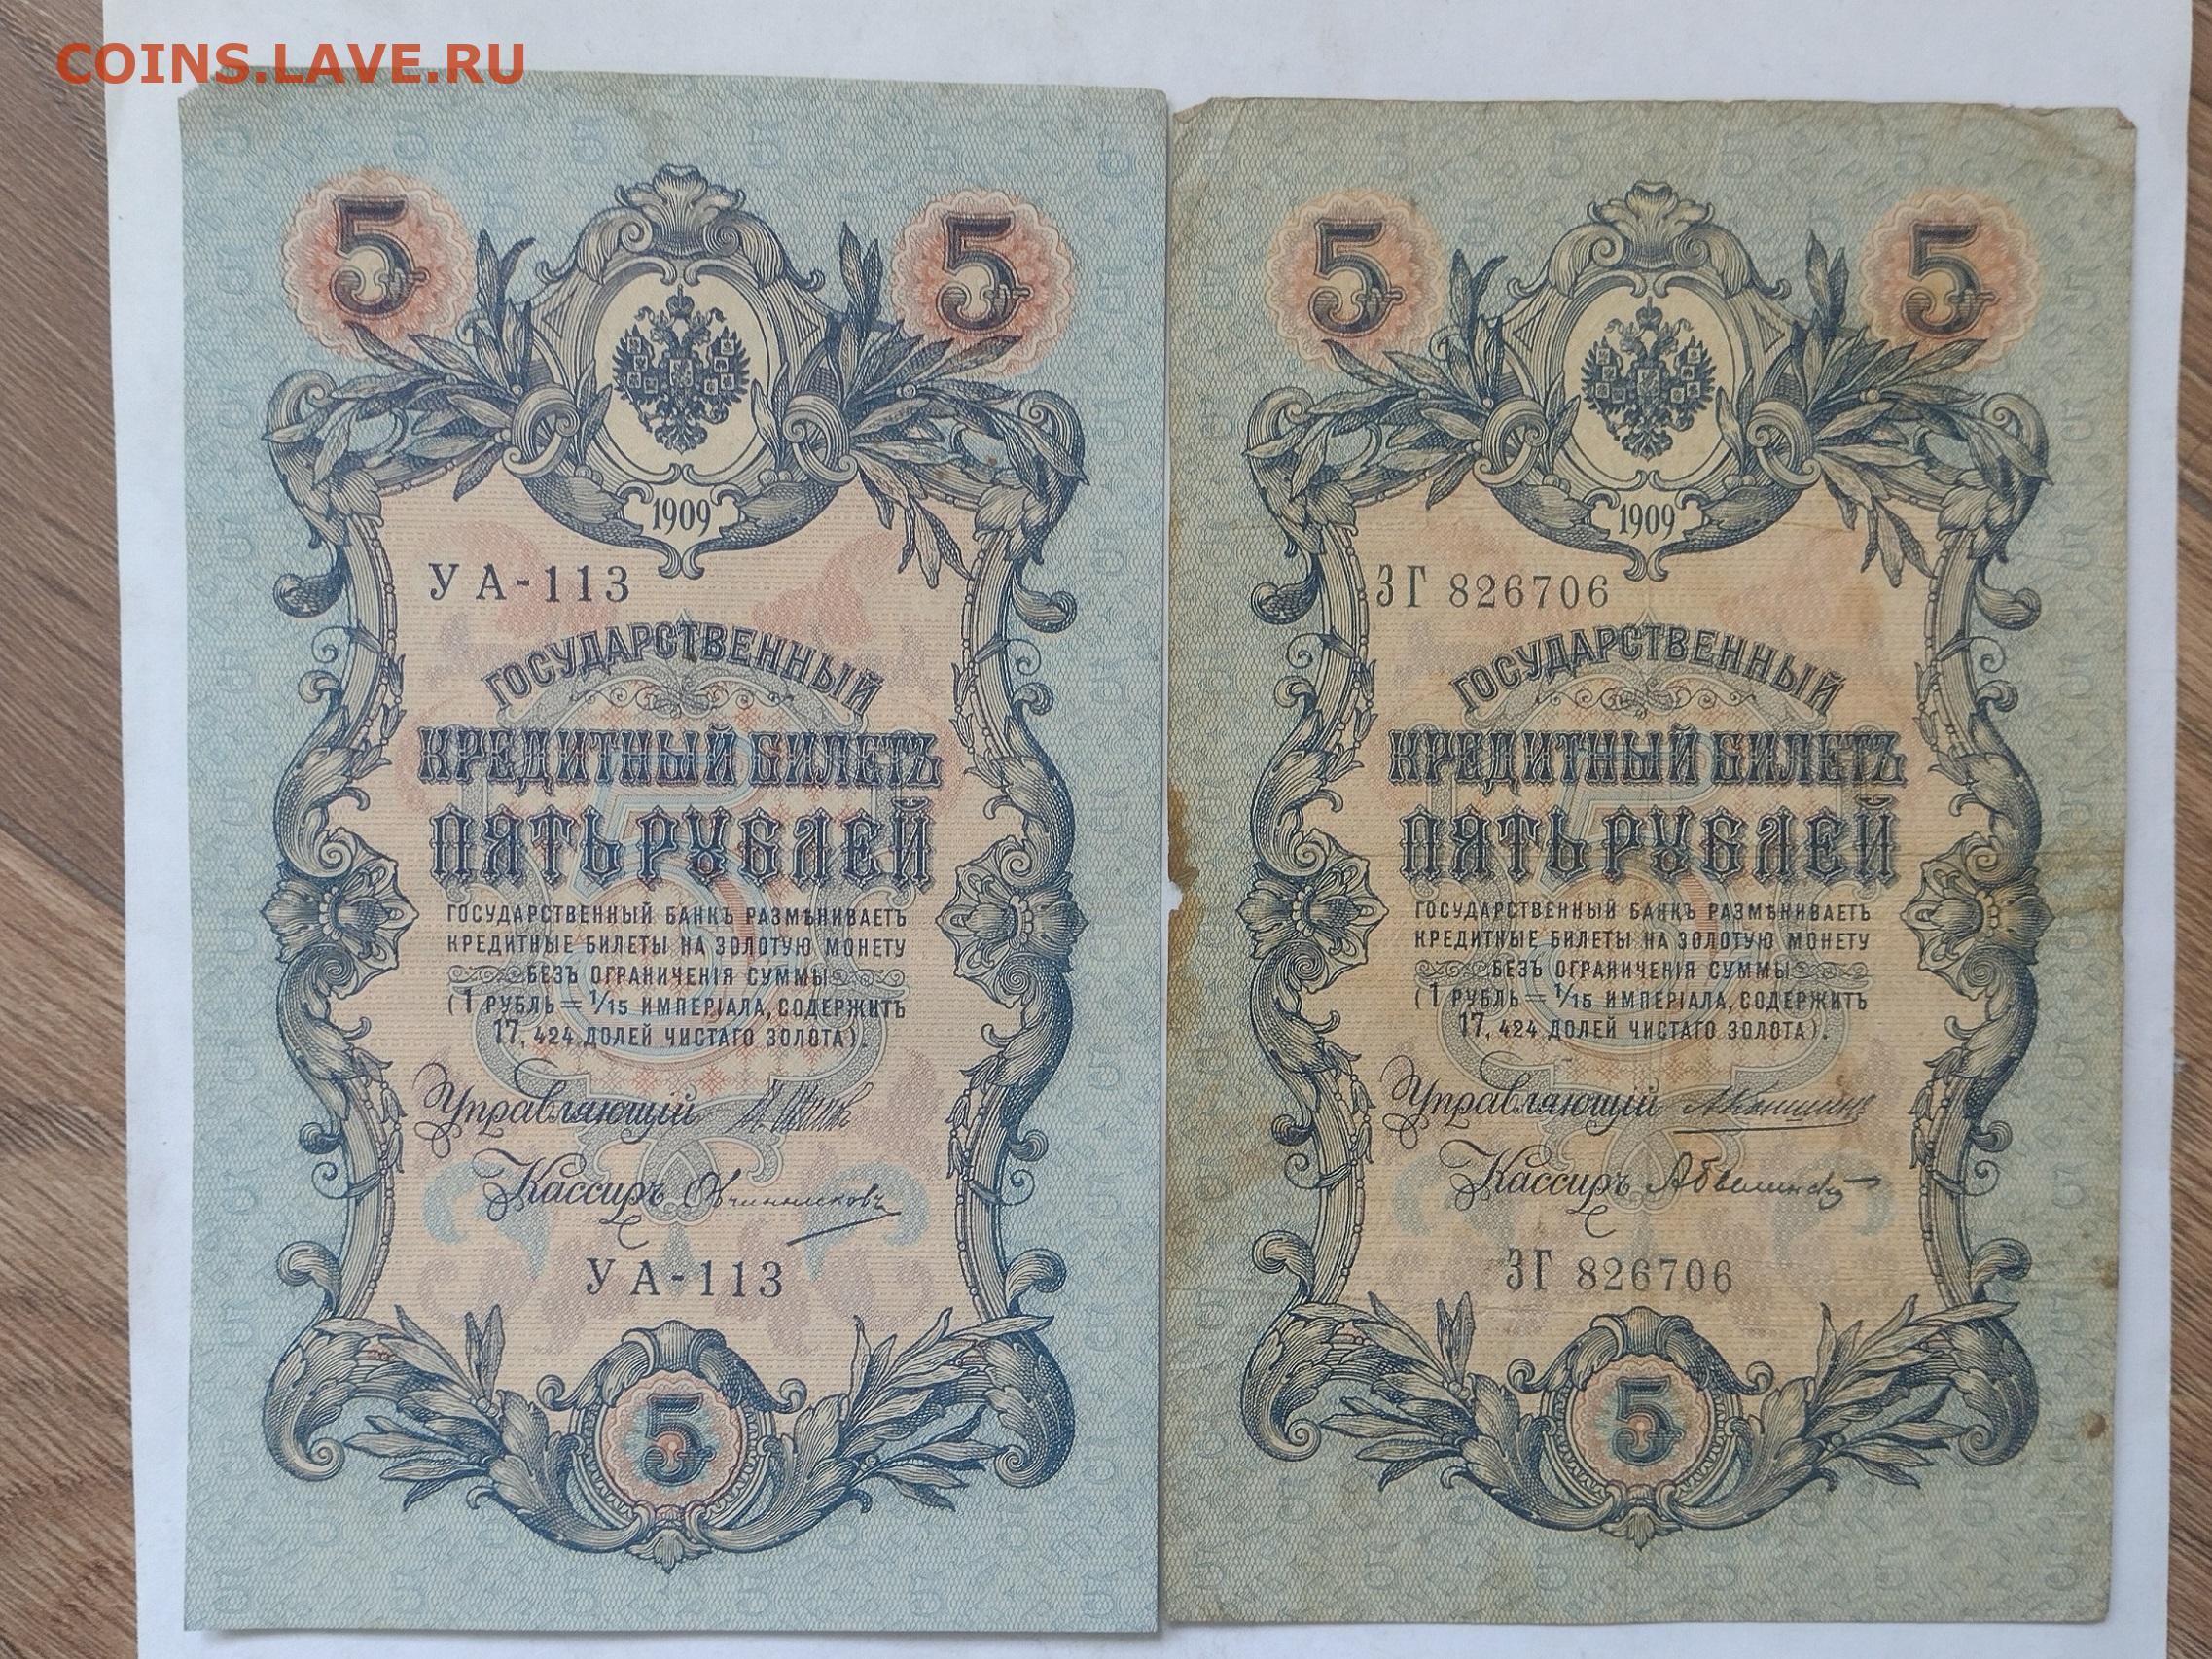 COINS.LAVE.RU
5 5
1909
УА-113
ГОСУДАРСТВЕННЫЙ
КРЕДИТНЫЙ БИЛЕТЪ
ПЯТЬ РУБЛЕЙ
ГОСУДАРСТВЕННЫЙ БАНКЪ РАЗМѢНИВАЕТЪ
КРЕДИТНЫЕ БИЛЕТЫ НА ЗОЛОТУЮ МОНЕТУ
БЕЗЪ ОГРАНИЧЕНІЯ СУММЫ
(1 РУБЛЬ = 1/15 ИМПЕРІАЛА, СОДЕРЖИТЪ
17,424 ДОЛЕЙ ЧИСТАГО ЗОЛОТА).
Управляющій
Кассиръ Овчинниковъ
УА-113
5
5 5
1909
ЗГ 826706
ГОСУДАРСТВЕННЫЙ
КРЕДИТНЫЙ БИЛЕТЪ
ПЯТЬ РУБЛЕЙ
ГОСУДАРСТВЕННЫЙ БАНКЪ РАЗМѢНИВАЕТЪ
КРЕДИТНЫЕ БИЛЕТЫ НА ЗОЛОТУЮ МОНЕТУ
БЕЗЪ ОГРАНИЧЕНІЯ СУММЫ
(1 РУБЛЬ = 1/15 ИМПЕРІАЛА, СОДЕРЖИТЪ
17,424 ДОЛЕЙ ЧИСТАГО ЗОЛОТА).
Управляющій АКоншинъ
Кассиръ
ЗГ 826706
5